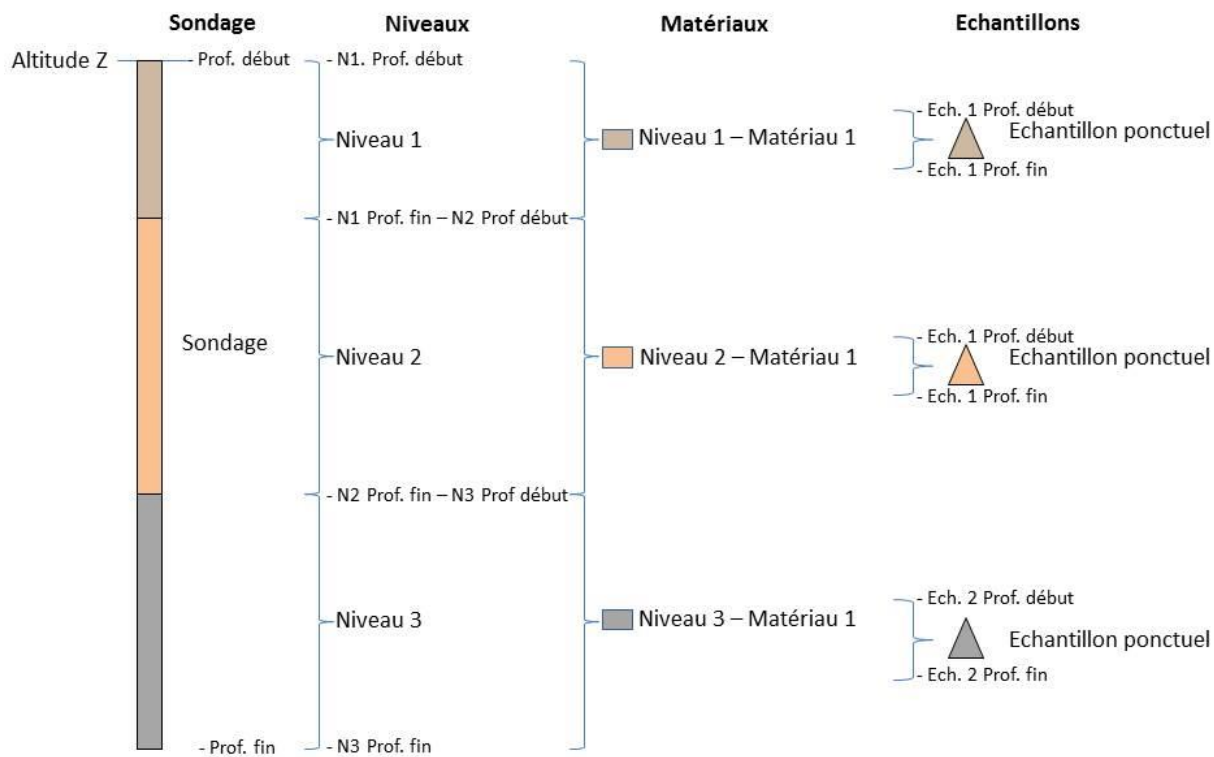 Sondage
Niveaux
Matériaux
Echantillons
Altitude Z
- Prof. début
- N1. Prof. début
- Ech. 1 Prof. début
Niveau 1
Niveau 1 – Matériau 1
Echantillon ponctuel
- Ech. 1 Prof. fin
- N1 Prof. fin – N2 Prof début
- Ech. 1 Prof. début
Sondage
Niveau 2
Niveau 2 – Matériau 1
Echantillon ponctuel
- Ech. 1 Prof. fin
- N2 Prof. fin – N3 Prof début
- Ech. 2 Prof. début
Niveau 3
Niveau 3 – Matériau 1
Echantillon ponctuel
- Ech. 2 Prof. fin
- Prof. fin
- N3 Prof. fin